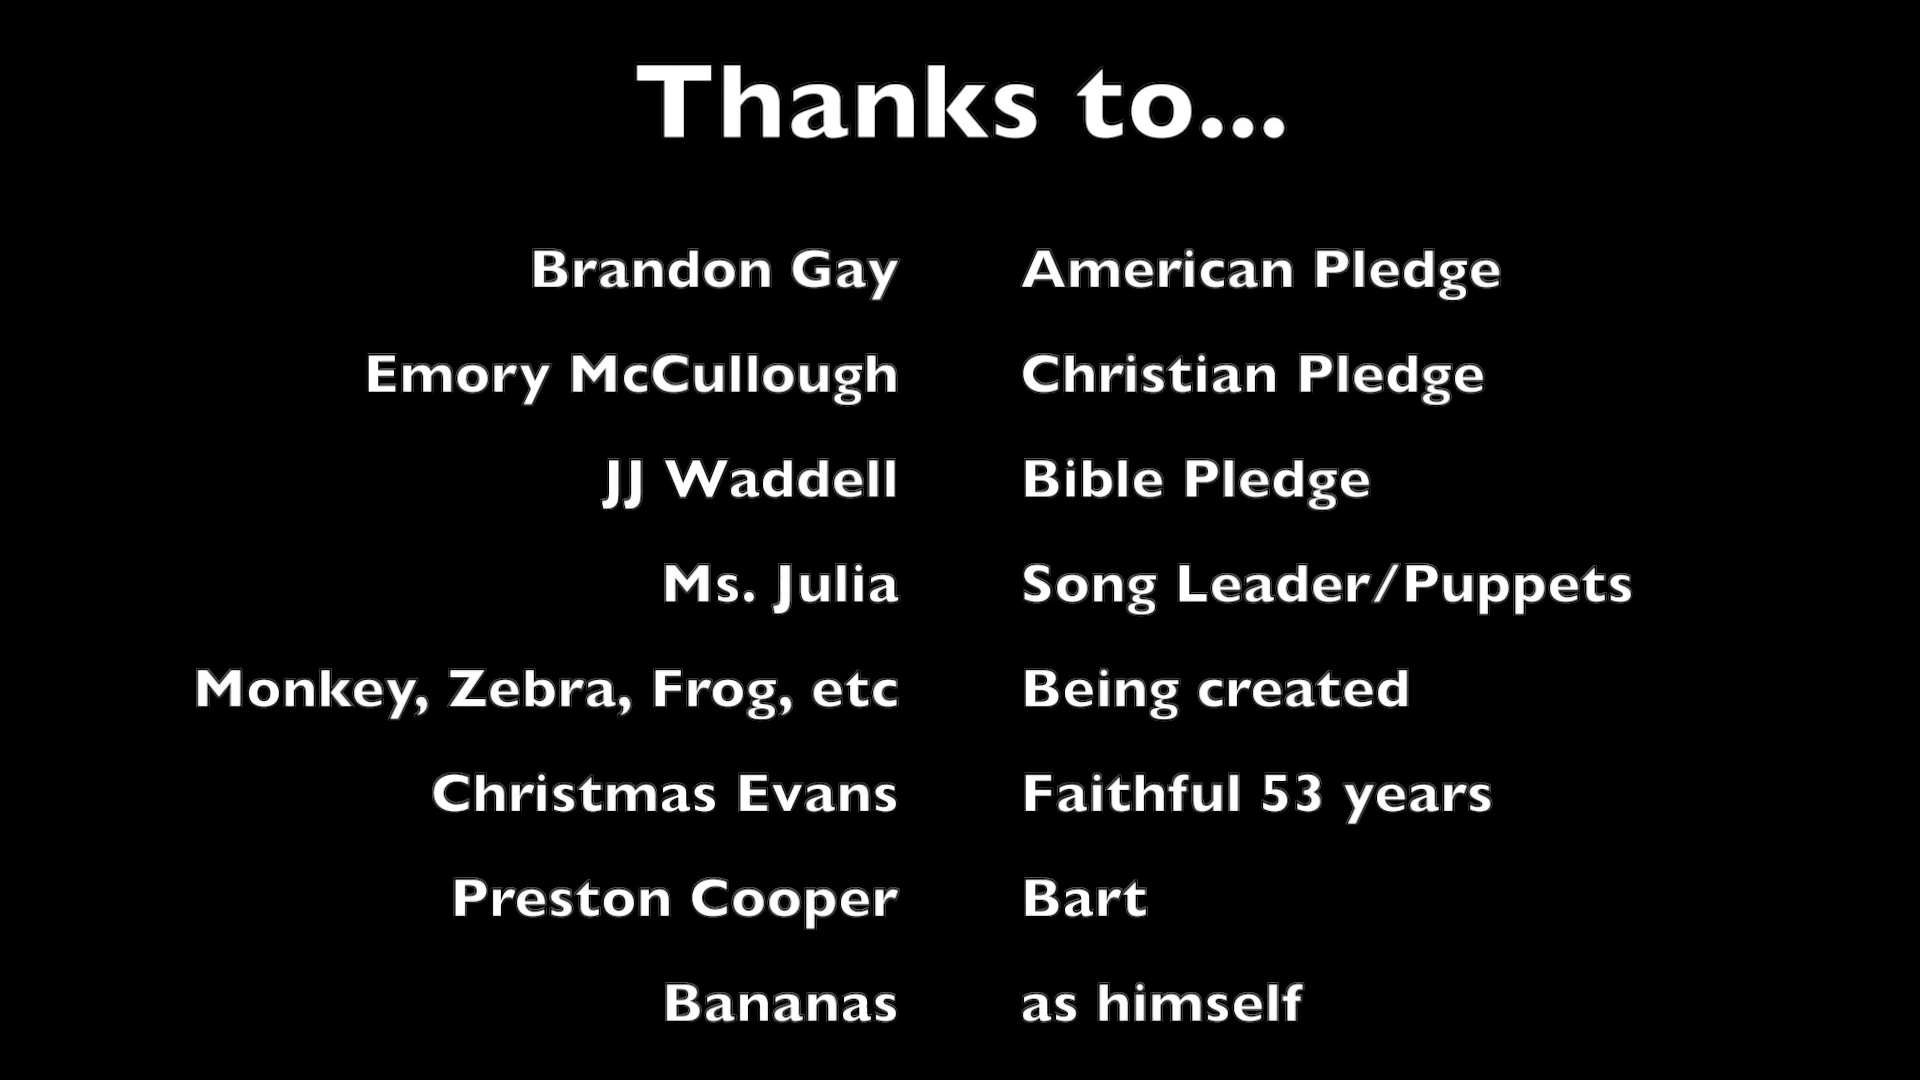 Thanks to...
Brandon Gay American Pledge
Emory McCullough Christian Pledge
JJ Waddell Bible Pledge
Ms. Julia Song Leader/Puppets
Monkey, Zebra, Frog, etc Being created
Christmas Evans Faithful 53 years
Preston Cooper Bart
Bananas as himself